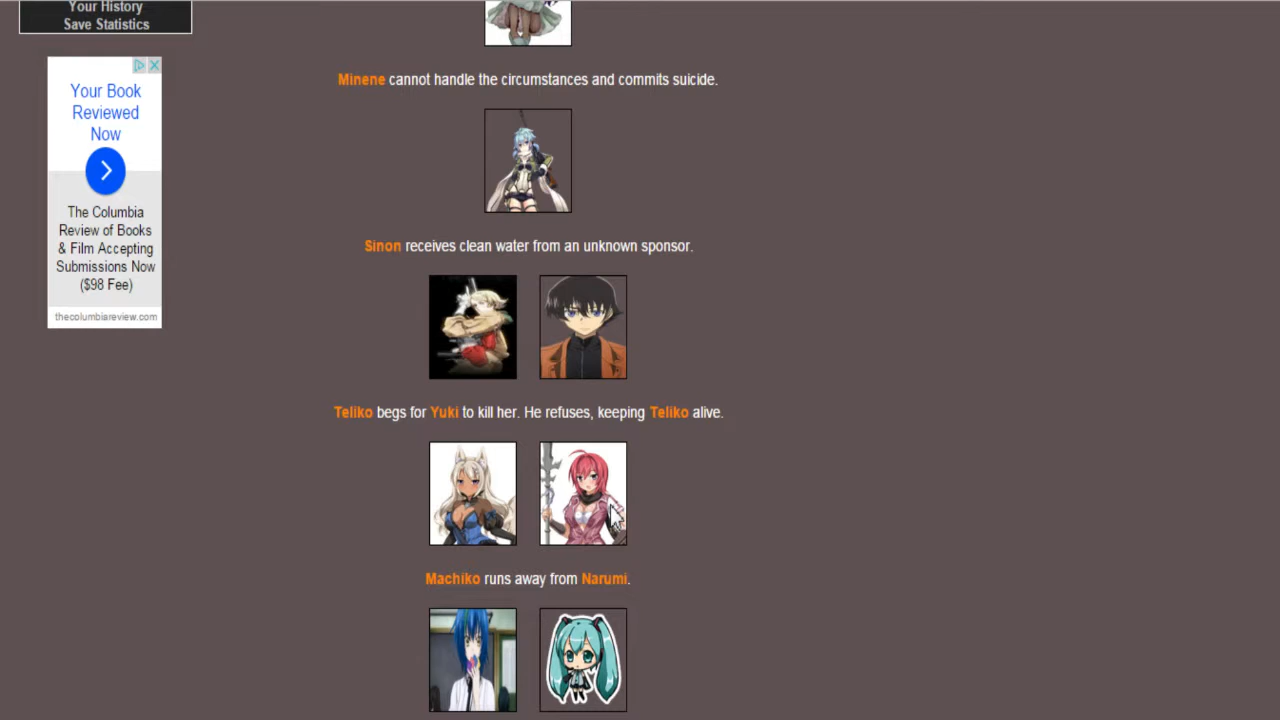 Your History
Save Statistics
Your Book
Reviewed
Now
The Columbia
Review of Books
& Film Accepting
Submissions Now
($98 Fee)
thecolumbiareview.com
Minene cannot handle the circumstances and commits suicide.
Sinon receives clean water from an unknown sponsor.
Teliko begs for Yuki to kill her. He refuses, keeping Teliko alive.
Machiko runs away from Narumi.